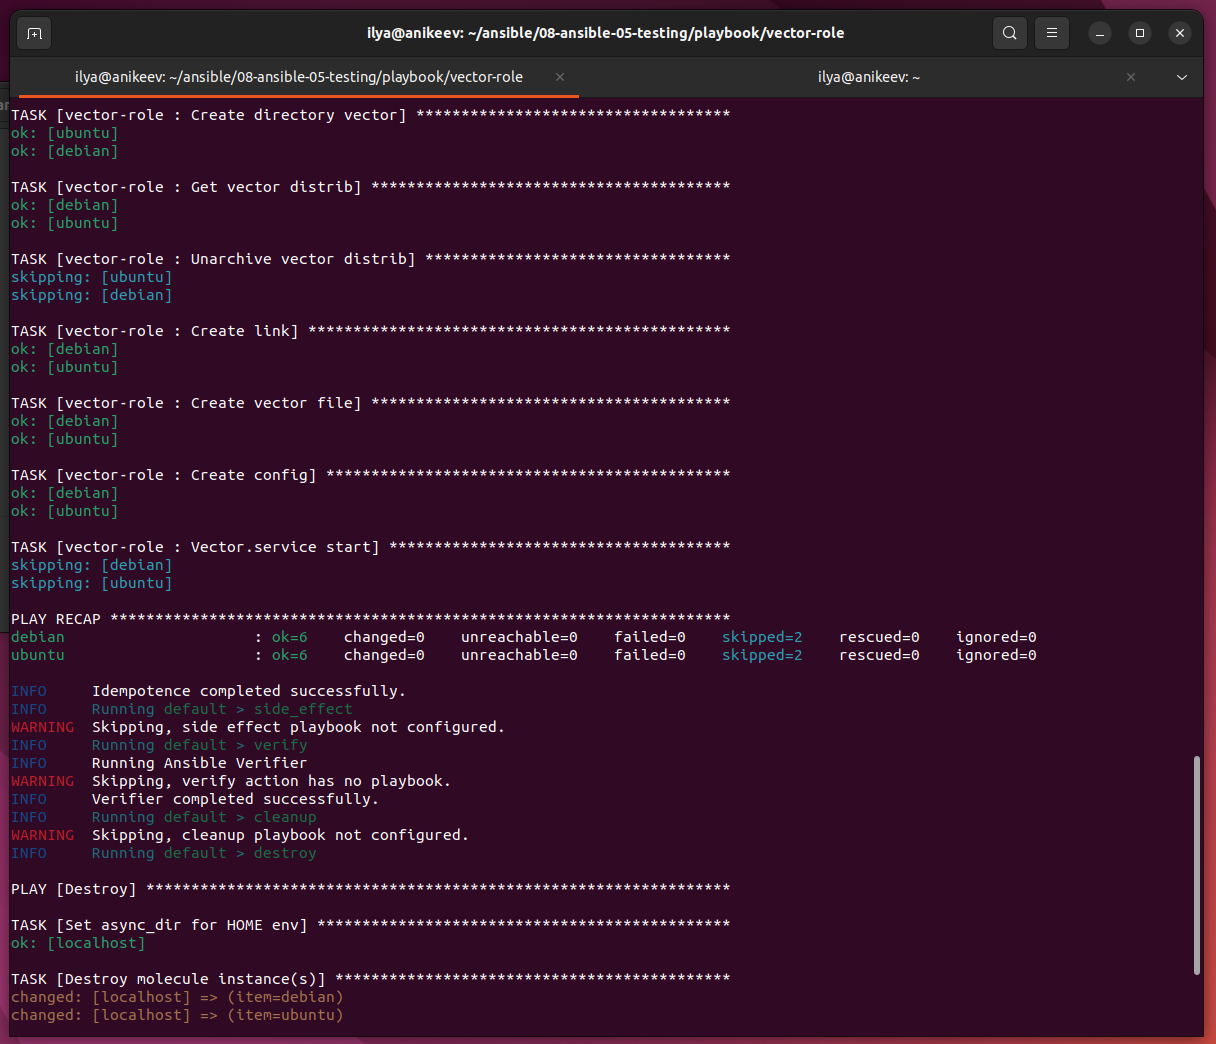 ilya@anikeev: ~/ansible/08-ansible-05-testing/playbook/vector-role
ilya@anikeev: ~/ansible/08-ansible-05-testing/playbook/vector-role
ilya@anikeev: ~
TASK [vector-role : Create directory vector] ***********************************
ok: [ubuntu]
ok: [debian]
TASK [vector-role : Get vector distrib] ****************************************
ok: [debian]
ok: [ubuntu]
TASK [vector-role : Unarchive vector distrib] **********************************
skipping: [ubuntu]
skipping: [debian]
TASK [vector-role : Create link] ***********************************************
ok: [debian]
ok: [ubuntu]
TASK [vector-role : Create vector file] ****************************************
ok: [debian]
ok: [ubuntu]
TASK [vector-role : Create config] *********************************************
ok: [debian]
ok: [ubuntu]
TASK [vector-role : Vector.service start] **************************************
skipping: [debian]
skipping: [ubuntu]
PLAY RECAP *********************************************************************
debian                     : ok=6    changed=0    unreachable=0    failed=0    skipped=2    rescued=0    ignored=0
ubuntu                     : ok=6    changed=0    unreachable=0    failed=0    skipped=2    rescued=0    ignored=0
INFO     Idempotence completed successfully.
INFO     Running default > side_effect
WARNING  Skipping, side effect playbook not configured.
INFO     Running default > verify
INFO     Running Ansible Verifier
WARNING  Skipping, verify action has no playbook.
INFO     Verifier completed successfully.
INFO     Running default > cleanup
WARNING  Skipping, cleanup playbook not configured.
INFO     Running default > destroy
PLAY [Destroy] *****************************************************************
TASK [Set async_dir for HOME env] **********************************************
ok: [localhost]
TASK [Destroy molecule instance(s)] ********************************************
changed: [localhost] => (item=debian)
changed: [localhost] => (item=ubuntu)